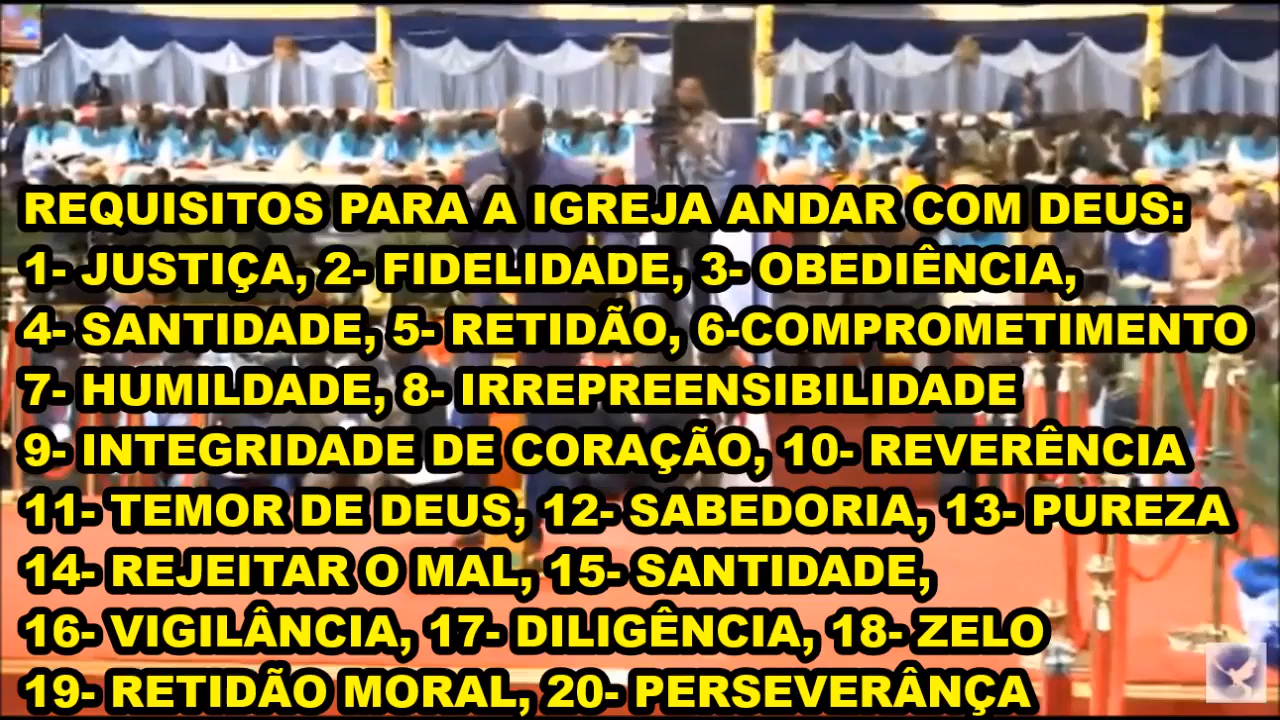 REQUISITOS PARA A IGREJA ANDAR COM DEUS:
1- JUSTIÇA, 2- FIDELIDADE, 3- OBEDIÊNCIA,
4- SANTIDADE, 5- RETIDÃO, 6-COMPROMETIMENTO
7- HUMILDADE, 8- IRREPREENSIBILIDADE
9- INTEGRIDADE DE CORAÇÃO, 10- REVERÊNCIA
11- TEMOR DE DEUS, 12- SABEDORIA, 13- PUREZA
14- REJEITAR O MAL, 15- SANTIDADE,
16- VIGILÂNCIA, 17- DILIGÊNCIA, 18- ZELO
19- RETIDÃO MORAL, 20- PERSEVERÂNÇA